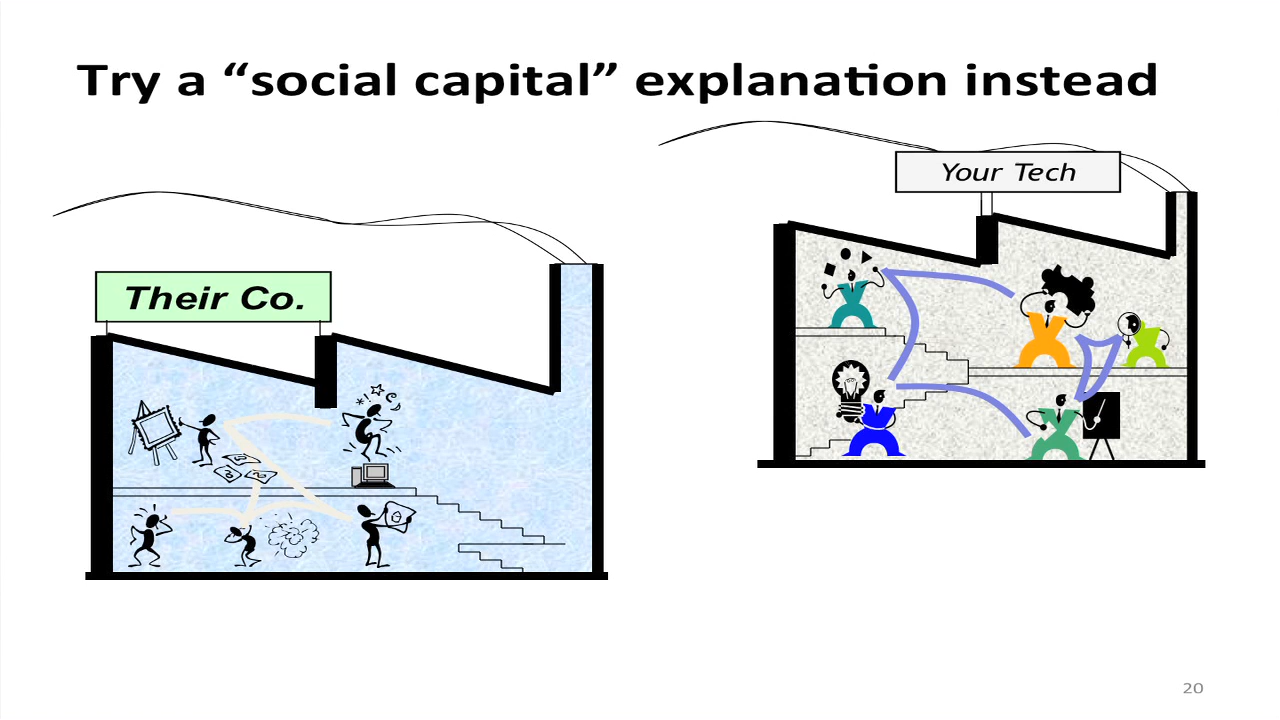 Try a “social capital” explanation instead
Your Tech
Their Co.
20